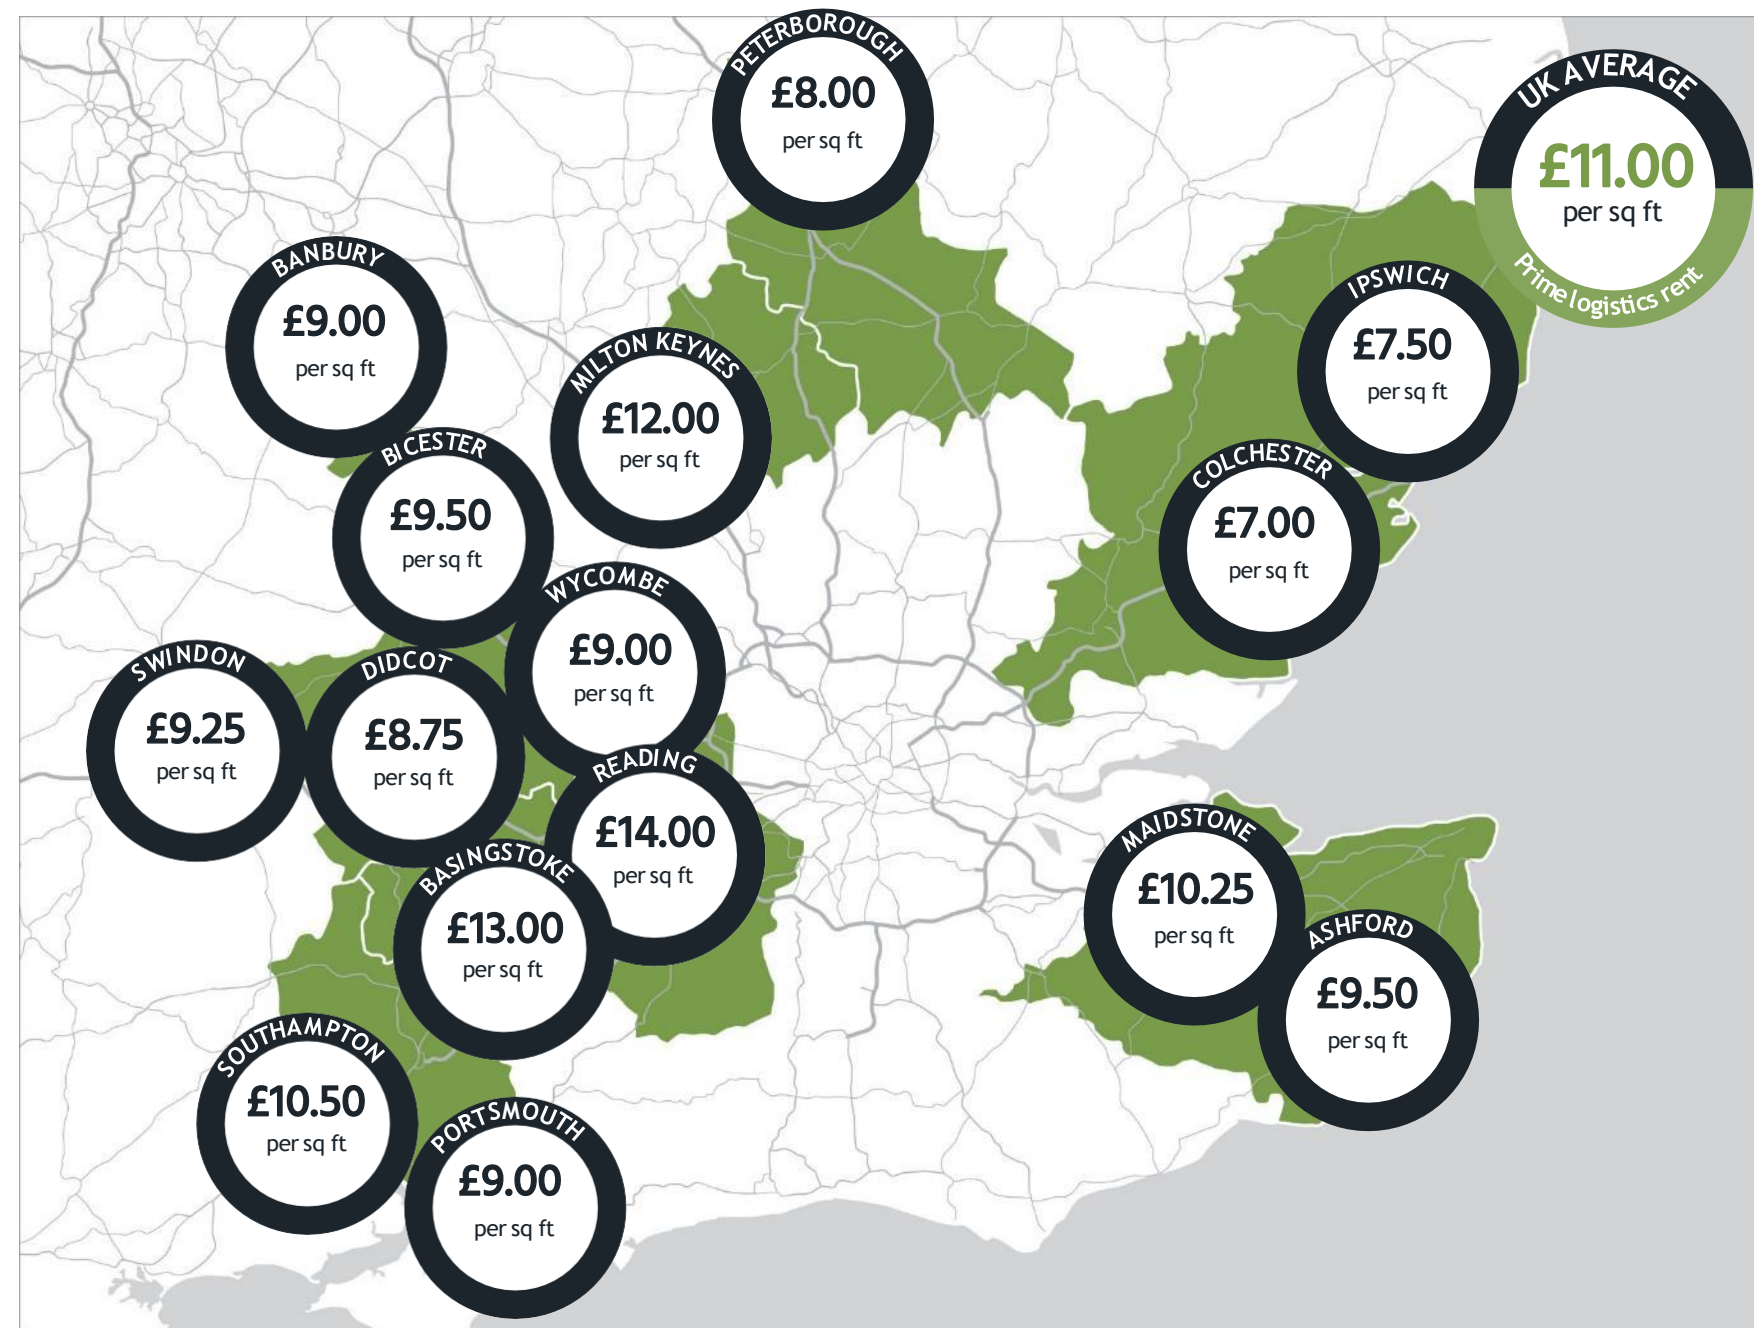 PETERBOROUGH
£8.00
per sq ft
UK AVERAGE
£11.00
per sq ft
Prime logistics rent
BANBURY
£9.00
per sq ft
IPSWICH
£7.50
per sq ft
MILTON KEYNES
£12.00
per sq ft
BICESTER
£9.50
per sq ft
COLCHESTER
£7.00
per sq ft
WYCOMBE
£9.00
per sq ft
SWINDON
£9.25
per sq ft
DIDCOT
£8.75
per sq ft
READING
£14.00
per sq ft
BASINGSTOKE
£13.00
per sq ft
MAIDSTONE
£10.25
per sq ft
ASHFORD
£9.50
per sq ft
SOUTHAMPTON
£10.50
per sq ft
PORTSMOUTH
£9.00
per sq ft